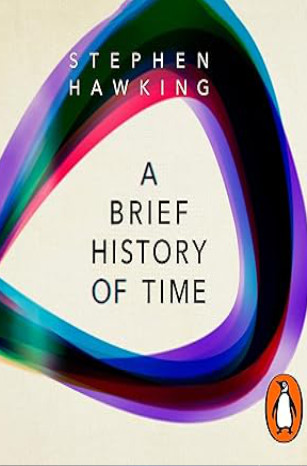 STEPHEN
HAWKING
A
BRIEF
HISTORY
OF TIME